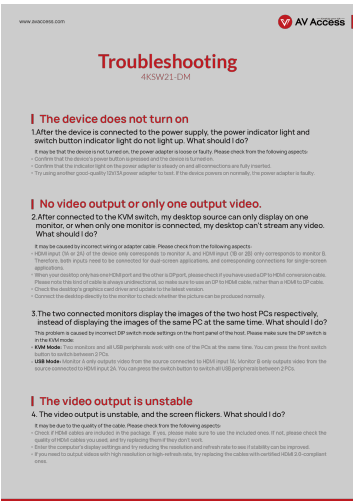 www.avaccess.com
AV Access
Troubleshooting
4KSW21-DM
The device does not turn on
1.After the device is connected to the power supply, the power indicator light and
switch button indicator light do not light up. What should I do?
It may be that the device is not turned on, the power adapter is loose or faulty. Please check from the following aspects:
- Confirm that the device's power button is pressed and the device is turned on.
- Confirm that the indicator light on the power adapter is steady on and all connections are fully inserted.
- Try using another good-quality 12V/1A power adapter to test. If the device powers on normally, the power adapter is faulty.
No video output or only one output video.
2.After connected to the KVM switch, my desktop source can only display on one
monitor, or when only one monitor is connected, my desktop can't stream any video.
What should I do?
It may be caused by incorrect wiring or adapter cable. Please check from the following aspects:
- HDMI input (1A or 2A) of the device only corresponds to monitor A, and HDMI input (1B or 2B) only corresponds to monitor B.
Therefore, both inputs need to be connected for dual-screen applications, and corresponding connections for single-screen
applications.
- When your desktop only has one HDMI port and the other is DP port, please check if you have used a DP to HDMI conversion cable.
Please note this kind of cable is always unidirectional, so make sure to use an DP to HDMI cable, rather than a HDMI to DP cable.
- Check the desktop's graphics card driver and update to the latest version.
- Connect the desktop directly to the monitor to check whether the picture can be produced normally.
3.The two connected monitors display the images of the two host PCs respectively,
instead of displaying the images of the same PC at the same time. What should I do?
This problem is caused by incorrect DIP switch mode settings on the front panel of the host. Please make sure the DIP switch is
in the KVM mode.
- KVM Mode: Two monitors and all USB peripherals work with one of the PCs at the same time. You can press the front switch
button to switch between 2 PCs.
- USB Mode: Monitor A only outputs video from the source connected to HDMI input 1A; Monitor B only outputs video from the
source connected to HDMI input 2A. You can press the switch button to switch all USB peripherals between 2 PCs.
The video output is unstable
4. The video output is unstable, and the screen flickers. What should I do?
It may be due to the quality of the cable. Please check from the following aspects:
- Check if HDMI cables are included in the package. If yes, please make sure to use the included ones. If not, please check the
quality of HDMI cables you used, and try replacing them if they don't work.
- Enter the computer's display settings and try reducing the resolution and refresh rate to see if stability can be improved.
- If you need to output videos with high resolution or high-refresh rate, try replacing the cables with certified HDMI 2.0-compliant
ones.